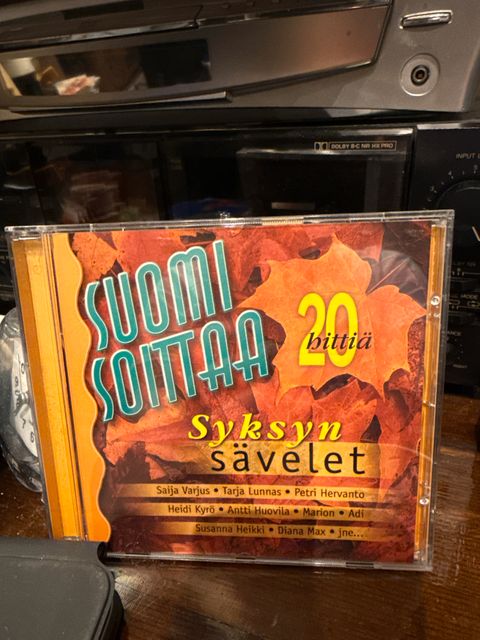 DOLBY B-C NR HX PRO
INPUT
SUOMI
SOITTAA
20
hittiä
Syksyn
sävelet
Saija Varjus • Tarja Lunnas • Petri Hervanto
Heidi Kyrö • Antti Huovila • Marion • Adi
Susanna Heikki • Diana Max • jne...